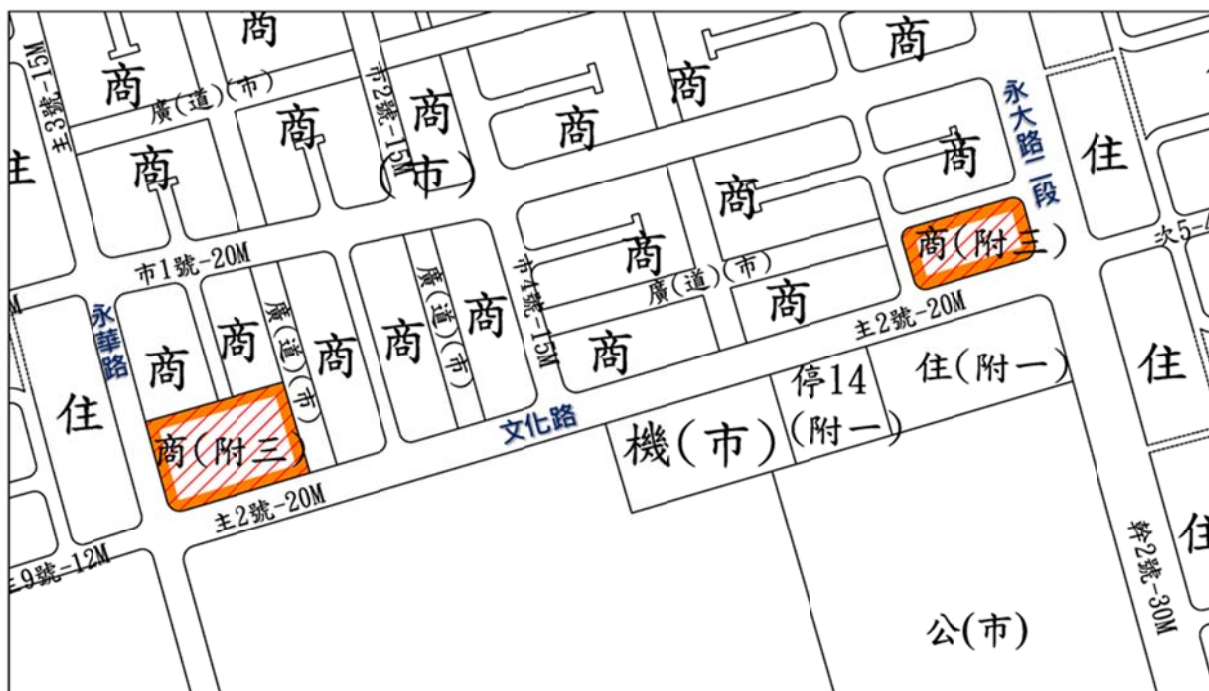 商
商
主3號-15M
商
廣(道)(市)
市2號-15M
商
(市)
商
商
商
商
永大路二段
商
住
商
商
商(附三)
商
市1號-20M
廣(道)(市)
市4號-15M
商
廣(道)(市)
商
主2號-20M
永華路
商
商
廣(道)(市)
商
商
商
住
住(附一)
住
停14
(附一)
住
文化路
機(市)
商(附三)
主2號-20M
主9號-12M
幹2號-30M
住
公(市)